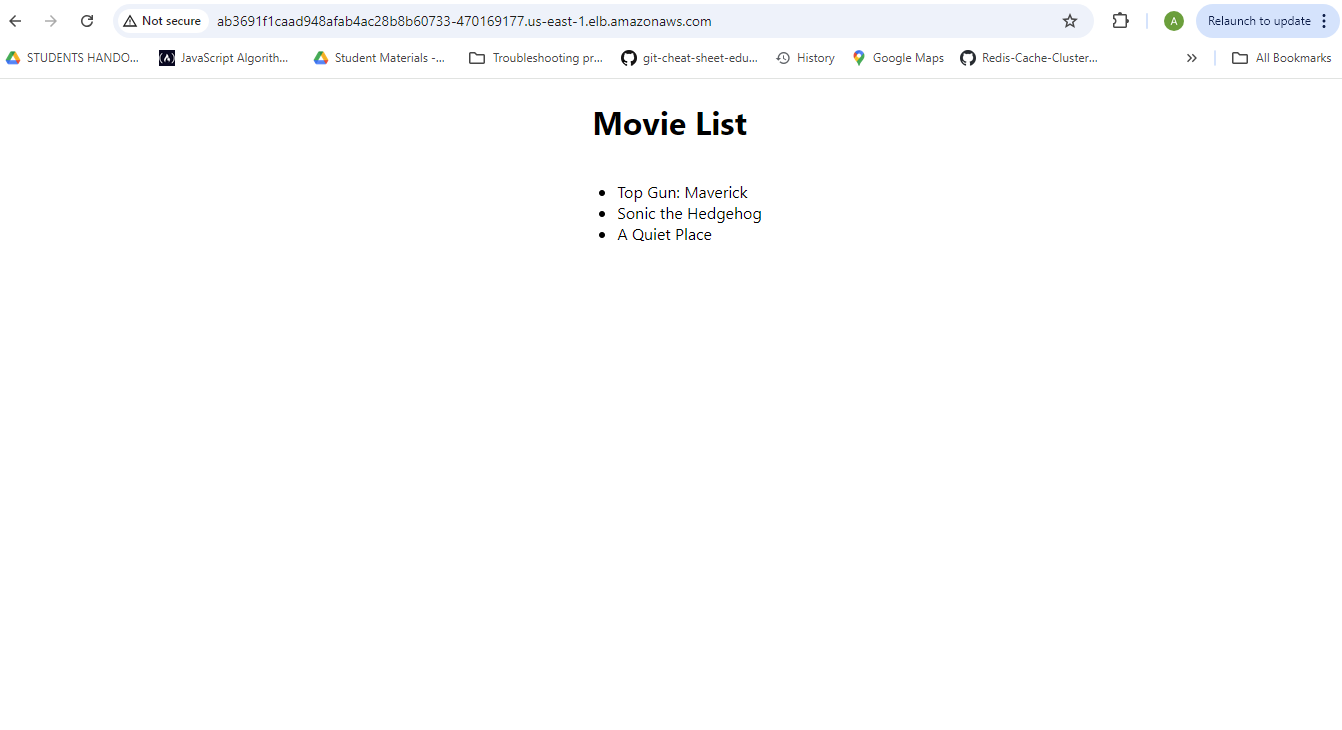 Not secure ab3691f1caad948afab4ac28b8b60733-470169177.us-east-1.elb.amazonaws.com A Relaunch to update
STUDENTS HANDO... JavaScript Algorith... Student Materials -... Troubleshooting pr... git-cheat-sheet-edu... History Google Maps Redis-Cache-Cluster... All Bookmarks
Movie List
• Top Gun: Maverick
• Sonic the Hedgehog
• A Quiet Place